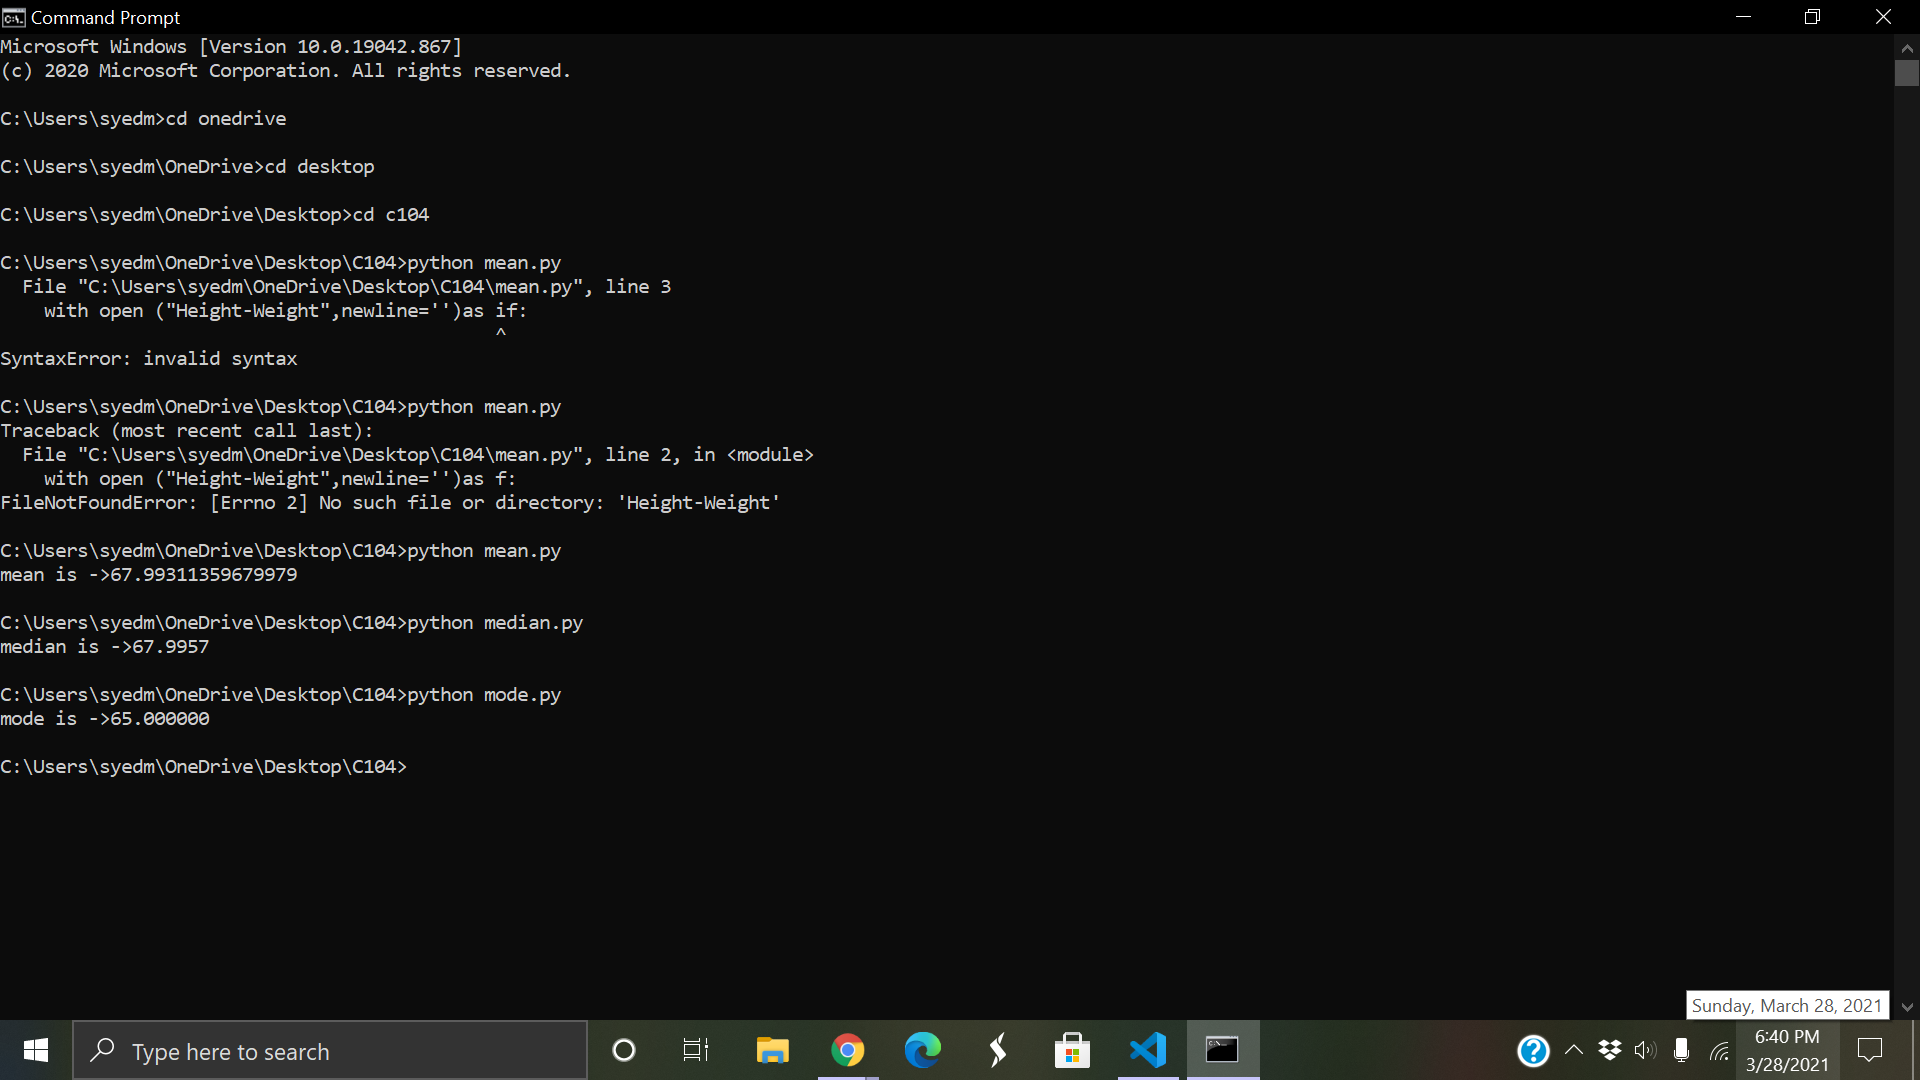 Command Prompt
Microsoft Windows [Version 10.0.19042.867]
(c) 2020 Microsoft Corporation. All rights reserved.
C:\Users\syedm>cd onedrive
C:\Users\syedm\OneDrive>cd desktop
C:\Users\syedm\OneDrive\Desktop>cd c104
C:\Users\syedm\OneDrive\Desktop\C104>python mean.py
  File "C:\Users\syedm\OneDrive\Desktop\C104\mean.py", line 3
    with open ("Height-Weight",newline='')as if:
                                             ^
SyntaxError: invalid syntax
C:\Users\syedm\OneDrive\Desktop\C104>python mean.py
Traceback (most recent call last):
  File "C:\Users\syedm\OneDrive\Desktop\C104\mean.py", line 2, in <module>
    with open ("Height-Weight",newline='')as f:
FileNotFoundError: [Errno 2] No such file or directory: 'Height-Weight'
C:\Users\syedm\OneDrive\Desktop\C104>python mean.py
mean is ->67.99311359679979
C:\Users\syedm\OneDrive\Desktop\C104>python median.py
median is ->67.9957
C:\Users\syedm\OneDrive\Desktop\C104>python mode.py
mode is ->65.000000
C:\Users\syedm\OneDrive\Desktop\C104>
Sunday, March 28, 2021
Type here to search
6:40 PM
3/28/2021